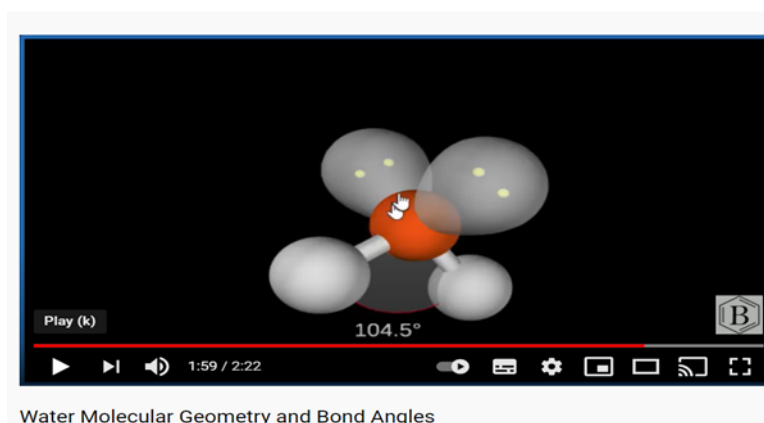 104.5°
B
Play (k)
1:59 / 2:22
Water Molecular Geometry and Bond Angles